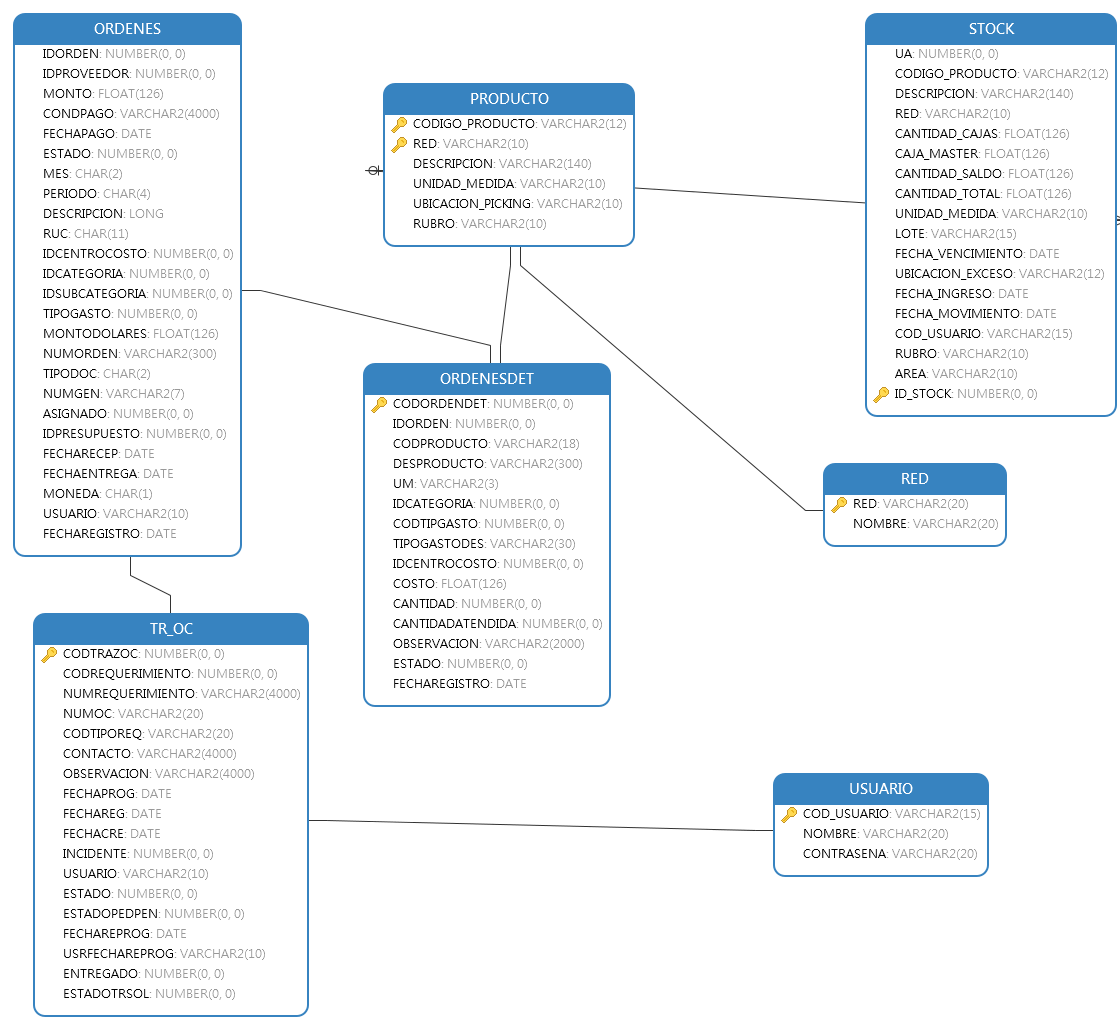 ORDENES
IDORDEN: NUMBER(0, 0)
IDPROVEEDOR: NUMBER(0, 0)
MONTO: FLOAT(126)
CONDPAGO: VARCHAR2(4000)
FECHAPAGO: DATE
ESTADO: NUMBER(0, 0)
MES: CHAR(2)
PERIODO: CHAR(4)
DESCRIPCION: LONG
RUC: CHAR(11)
IDCENTROCOSTO: NUMBER(0, 0)
IDCATEGORIA: NUMBER(0, 0)
IDSUBCATEGORIA: NUMBER(0, 0)
TIPOGASTO: NUMBER(0, 0)
MONTODOLARES: FLOAT(126)
NUMORDEN: VARCHAR2(300)
TIPODOC: CHAR(2)
NUMGEN: VARCHAR2(7)
ASIGNADO: NUMBER(0, 0)
IDPRESUPUESTO: NUMBER(0, 0)
FECHARECEP: DATE
FECHAENTREGA: DATE
MONEDA: CHAR(1)
USUARIO: VARCHAR2(10)
FECHAREGISTRO: DATE
PRODUCTO
CODIGO_PRODUCTO: VARCHAR2(12)
RED: VARCHAR2(10)
DESCRIPCION: VARCHAR2(140)
UNIDAD_MEDIDA: VARCHAR2(10)
UBICACION_PICKING: VARCHAR2(10)
RUBRO: VARCHAR2(10)
STOCK
UA: NUMBER(0, 0)
CODIGO_PRODUCTO: VARCHAR2(12)
DESCRIPCION: VARCHAR2(140)
RED: VARCHAR2(10)
CANTIDAD_CAJAS: FLOAT(126)
CAJA_MASTER: FLOAT(126)
CANTIDAD_SALDO: FLOAT(126)
CANTIDAD_TOTAL: FLOAT(126)
UNIDAD_MEDIDA: VARCHAR2(10)
LOTE: VARCHAR2(15)
FECHA_VENCIMIENTO: DATE
UBICACION_EXCESO: VARCHAR2(12)
FECHA_INGRESO: DATE
FECHA_MOVIMIENTO: DATE
COD_USUARIO: VARCHAR2(15)
RUBRO: VARCHAR2(10)
AREA: VARCHAR2(10)
ID_STOCK: NUMBER(0, 0)
ORDENESDET
CODORDENDET: NUMBER(0, 0)
IDORDEN: NUMBER(0, 0)
CODPRODUCTO: VARCHAR2(18)
DESPRODUCTO: VARCHAR2(300)
UM: VARCHAR2(3)
IDCATEGORIA: NUMBER(0, 0)
CODTIPGASTO: NUMBER(0, 0)
TIPOGASTODES: VARCHAR2(30)
IDCENTROCOSTO: NUMBER(0, 0)
COSTO: FLOAT(126)
CANTIDAD: NUMBER(0, 0)
CANTIDADATENDIDA: NUMBER(0, 0)
OBSERVACION: VARCHAR2(2000)
ESTADO: NUMBER(0, 0)
FECHAREGISTRO: DATE
RED
RED: VARCHAR2(20)
NOMBRE: VARCHAR2(20)
TR_OC
CODTRAZOC: NUMBER(0, 0)
CODREQUERIMIENTO: NUMBER(0, 0)
NUMREQUERIMIENTO: VARCHAR2(4000)
NUMOC: VARCHAR2(20)
CODTIPOREQ: VARCHAR2(20)
CONTACTO: VARCHAR2(4000)
OBSERVACION: VARCHAR2(4000)
FECHAPROG: DATE
FECHAREG: DATE
FECHACRE: DATE
INCIDENTE: NUMBER(0, 0)
USUARIO: VARCHAR2(10)
ESTADO: NUMBER(0, 0)
ESTADOPEDPEN: NUMBER(0, 0)
FECHAREPROG: DATE
USRFECHAREPROG: VARCHAR2(10)
ENTREGADO: NUMBER(0, 0)
ESTADOTRSOL: NUMBER(0, 0)
USUARIO
COD_USUARIO: VARCHAR2(15)
NOMBRE: VARCHAR2(20)
CONTRASENA: VARCHAR2(20)